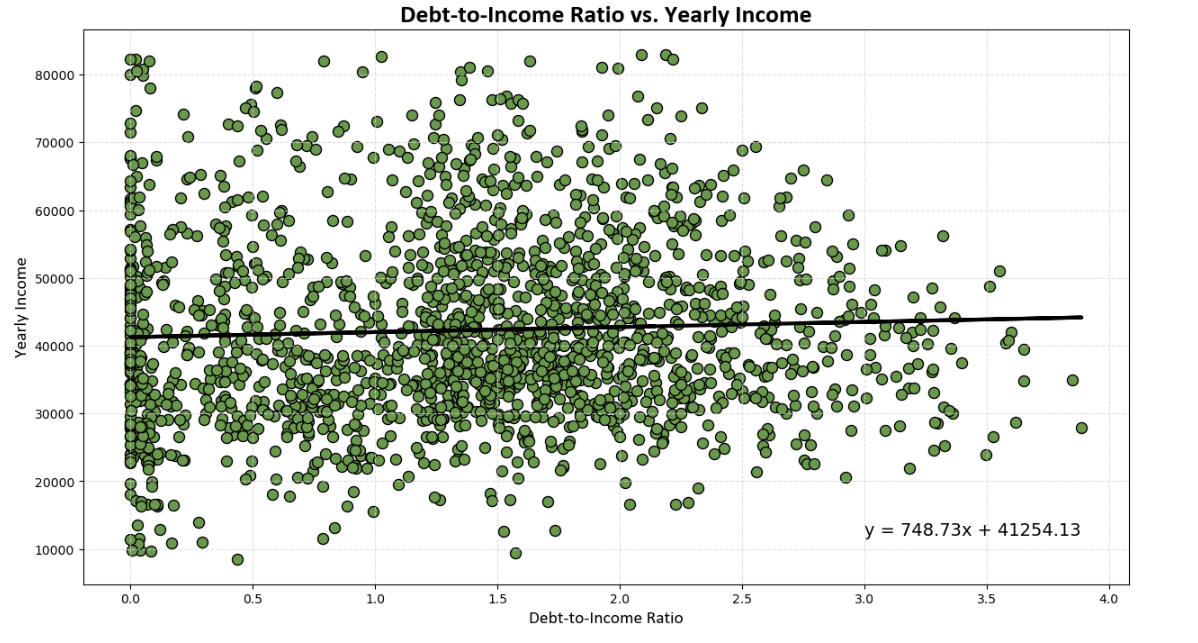 Debt-to-Income Ratio vs. Yearly Income
Yearly Income
80000
70000
60000
50000
40000
30000
20000
10000
y = 748.73x + 41254.13
0.0 0.5 1.0 1.5 2.0 2.5 3.0 3.5 4.0
Debt-to-Income Ratio